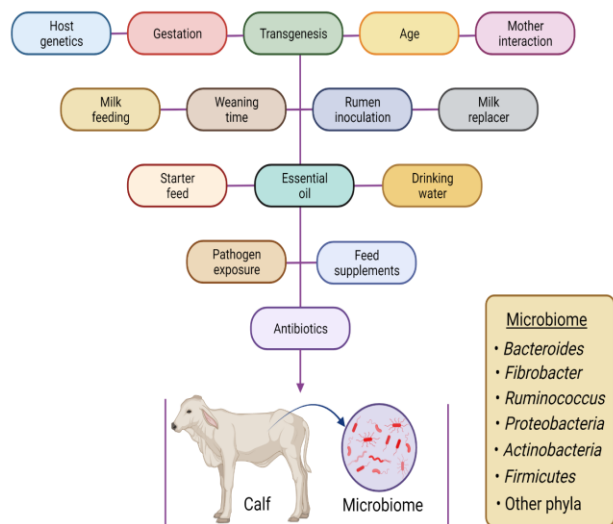 Host
genetics
Gestation
Transgenesis
Age
Mother
interaction
Milk
feeding
Weaning
time
Rumen
inoculation
Milk
replacer
Starter
feed
Essential
oil
Drinking
water
Pathogen
exposure
Feed
supplements
Antibiotics
Calf
Microbiome
Microbiome
• Bacteroides
• Fibrobacter
• Ruminococcus
• Proteobacteria
• Actinobacteria
• Firmicutes
• Other phyla